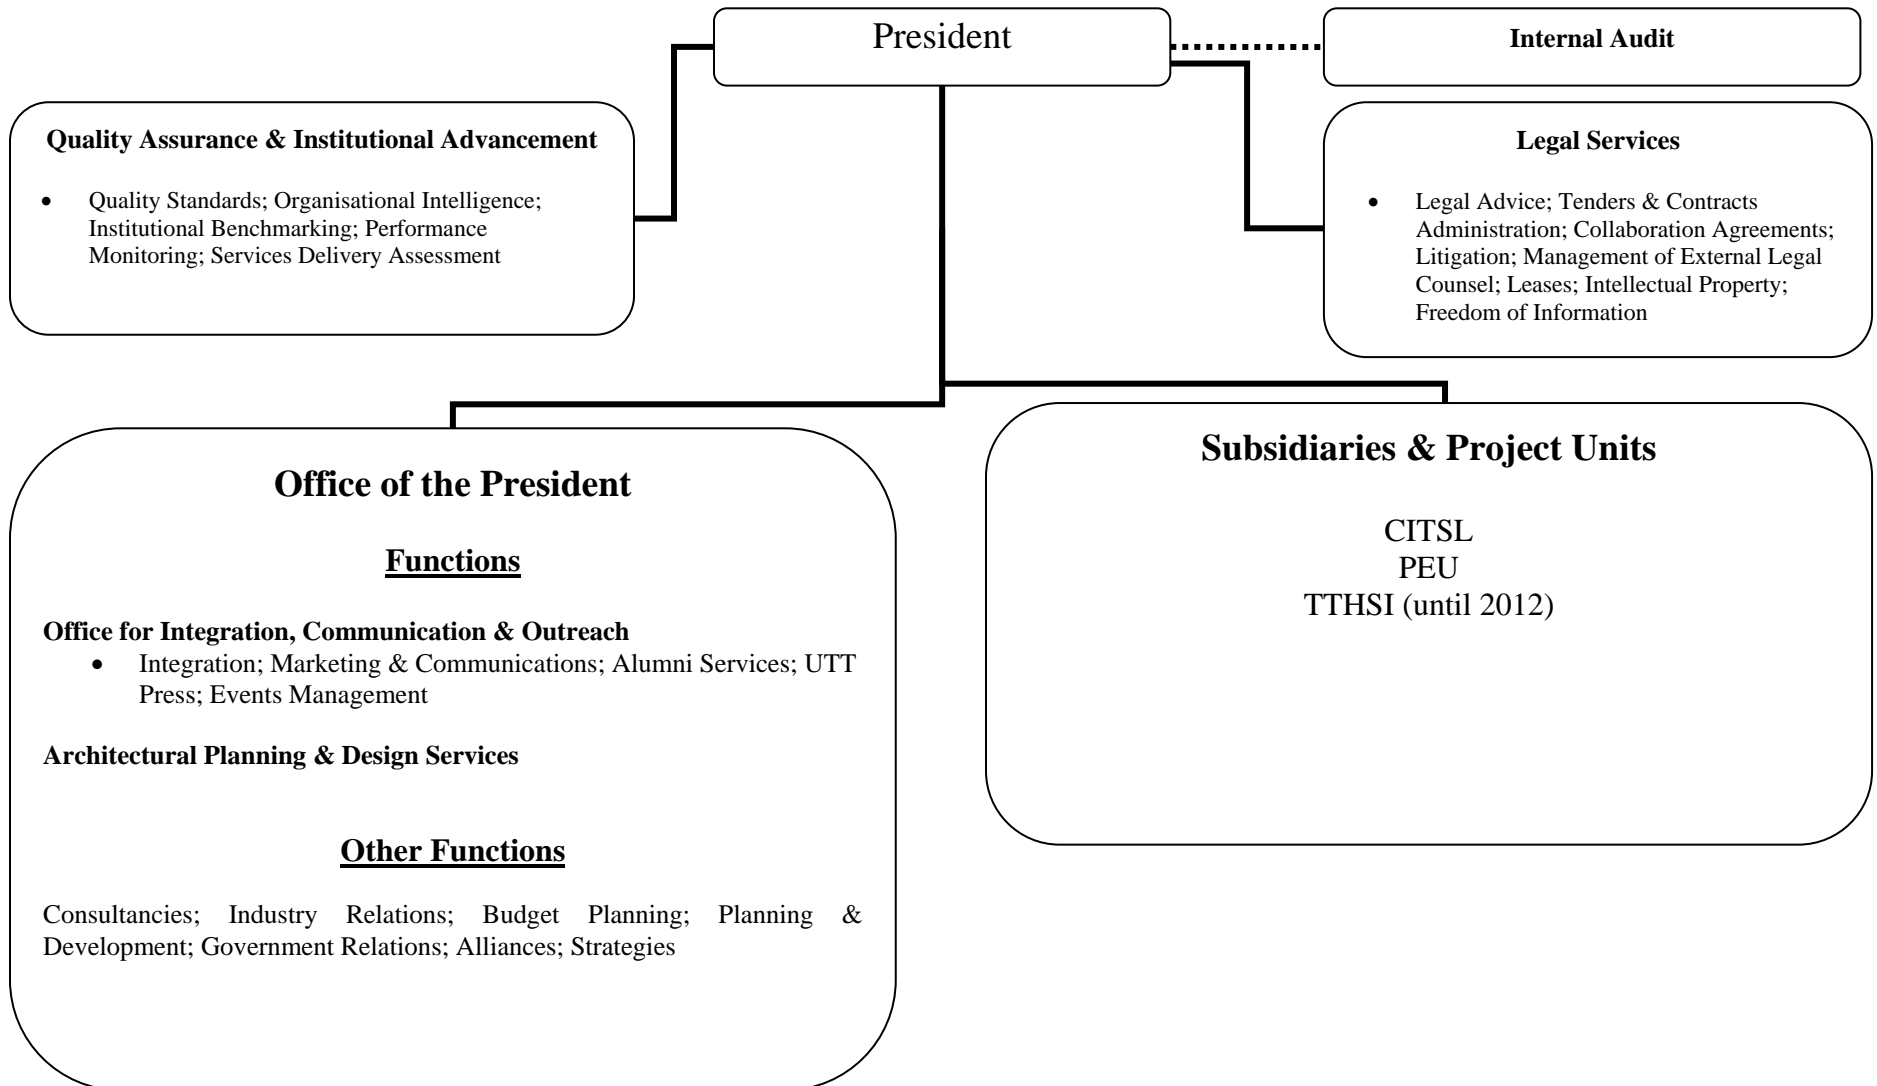 President
Internal Audit
Quality Assurance & Institutional Advancement
• Quality Standards; Organisational Intelligence;
Institutional Benchmarking; Performance
Monitoring; Services Delivery Assessment
Legal Services
• Legal Advice; Tenders & Contracts
Administration; Collaboration Agreements;
Litigation; Management of External Legal
Counsel; Leases; Intellectual Property;
Freedom of Information
Office of the President
Functions
Office for Integration, Communication & Outreach
• Integration; Marketing & Communications; Alumni Services; UTT
Press; Events Management
Architectural Planning & Design Services
Other Functions
Consultancies; Industry Relations; Budget Planning; Planning &
Development; Government Relations; Alliances; Strategies
Subsidiaries & Project Units
CITSL
PEU
TTHSI (until 2012)